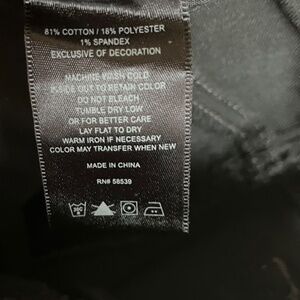 81% COTTON / 18% POLYESTER
1% SPANDEX
EXCLUSIVE OF DECORATION
MACHINE WASH COLD
INSIDE OUT TO RETAIN COLOR
DO NOT BLEACH
TUMBLE DRY LOW
OR FOR BETTER CARE
LAY FLAT TO DRY
WARM IRON IF NECESSARY
COLOR MAY TRANSFER WHEN NEW
MADE IN CHINA
RN# 58539